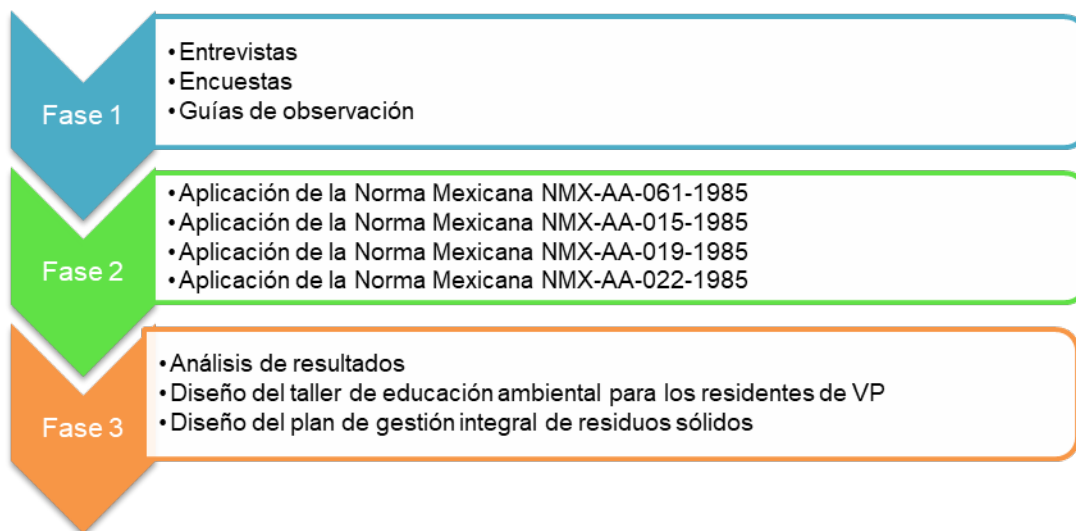 Fase 1
•Entrevistas
•Encuestas
•Guías de observación
Fase 2
•Aplicación de la Norma Mexicana NMX-AA-061-1985
•Aplicación de la Norma Mexicana NMX-AA-015-1985
•Aplicación de la Norma Mexicana NMX-AA-019-1985
•Aplicación de la Norma Mexicana NMX-AA-022-1985
Fase 3
•Análisis de resultados
•Diseño del taller de educación ambiental para los residentes de VP
•Diseño del plan de gestión integral de residuos sólidos